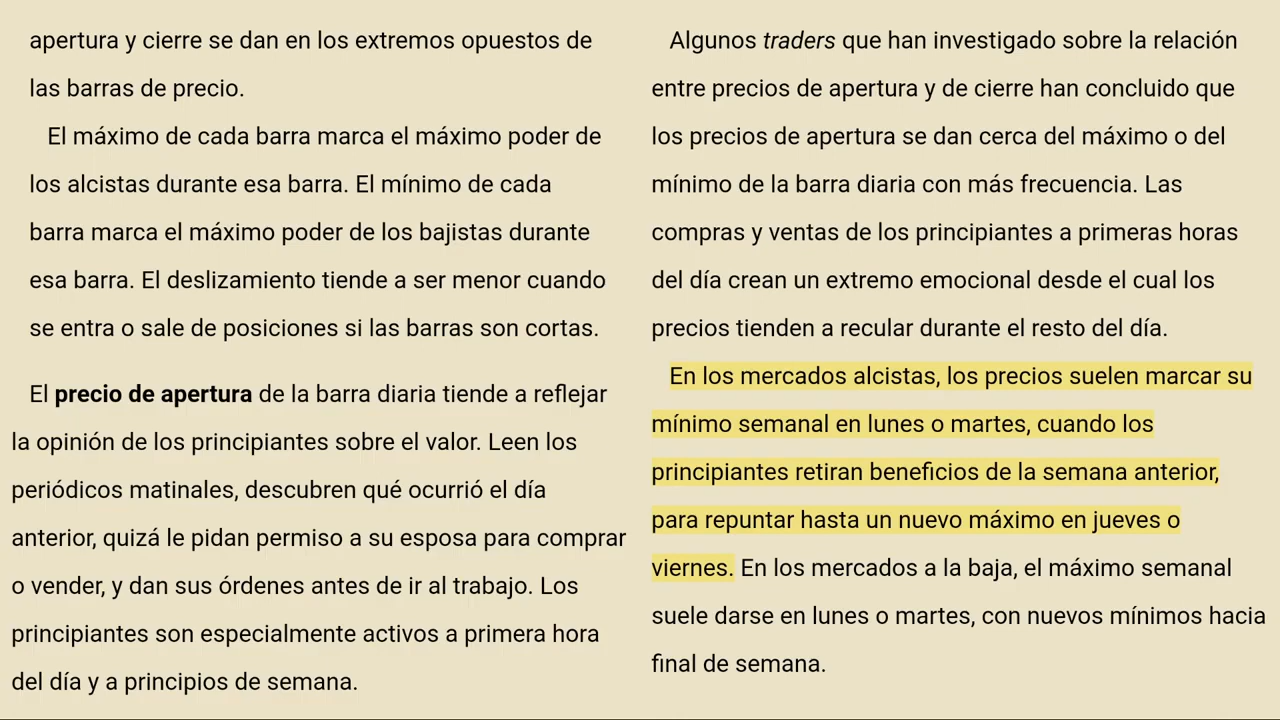 apertura y cierre se dan en los extremos opuestos de
las barras de precio.
El máximo de cada barra marca el máximo poder de
los alcistas durante esa barra. El mínimo de cada
barra marca el máximo poder de los bajistas durante
esa barra. El deslizamiento tiende a ser menor cuando
se entra o sale de posiciones si las barras son cortas.
El precio de apertura de la barra diaria tiende a reflejar
la opinión de los principiantes sobre el valor. Leen los
periódicos matinales, descubren qué ocurrió el día
anterior, quizá le pidan permiso a su esposa para comprar
o vender, y dan sus órdenes antes de ir al trabajo. Los
principiantes son especialmente activos a primera hora
del día y a principios de semana.
Algunos traders que han investigado sobre la relación
entre precios de apertura y de cierre han concluido que
los precios de apertura se dan cerca del máximo o del
mínimo de la barra diaria con más frecuencia. Las
compras y ventas de los principiantes a primeras horas
del día crean un extremo emocional desde el cual los
precios tienden a recular durante el resto del día.
En los mercados alcistas, los precios suelen marcar su
mínimo semanal en lunes o martes, cuando los
principiantes retiran beneficios de la semana anterior,
para repuntar hasta un nuevo máximo en jueves o
viernes. En los mercados a la baja, el máximo semanal
suele darse en lunes o martes, con nuevos mínimos hacia
final de semana.